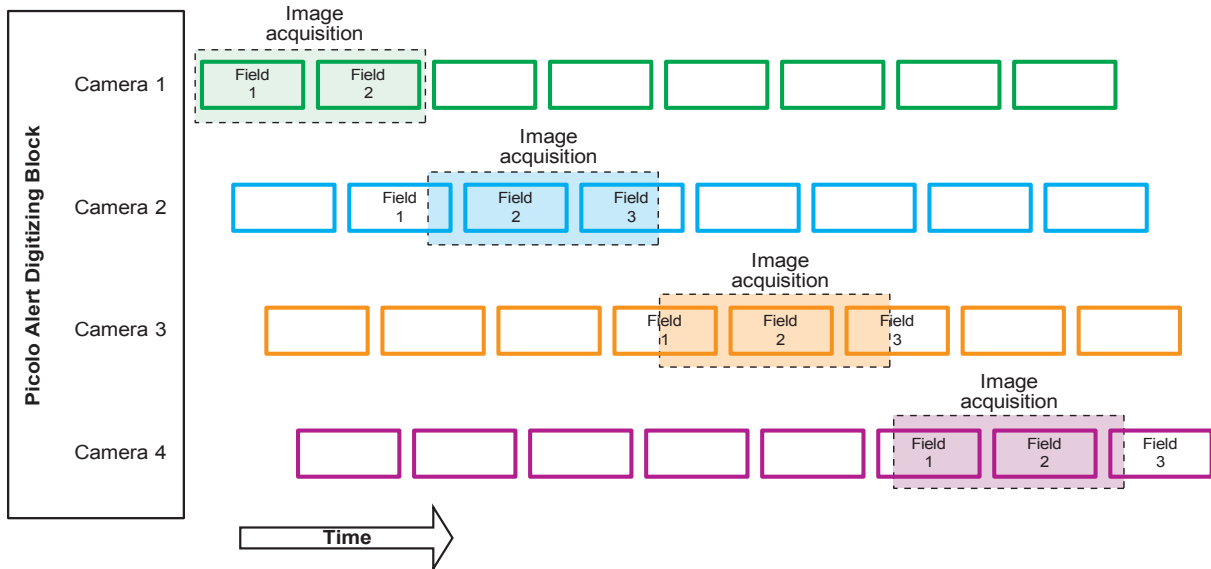 Picolo Alert Digitizing Block
Image
acquisition
Camera 1
Field
1
Field
2
Image
acquisition
Camera 2
Field
1
Field
2
Field
3
Image
acquisition
Camera 3
Field
1
Field
2
Field
3
Image
acquisition
Camera 4
Field
1
Field
2
Field
3
Time